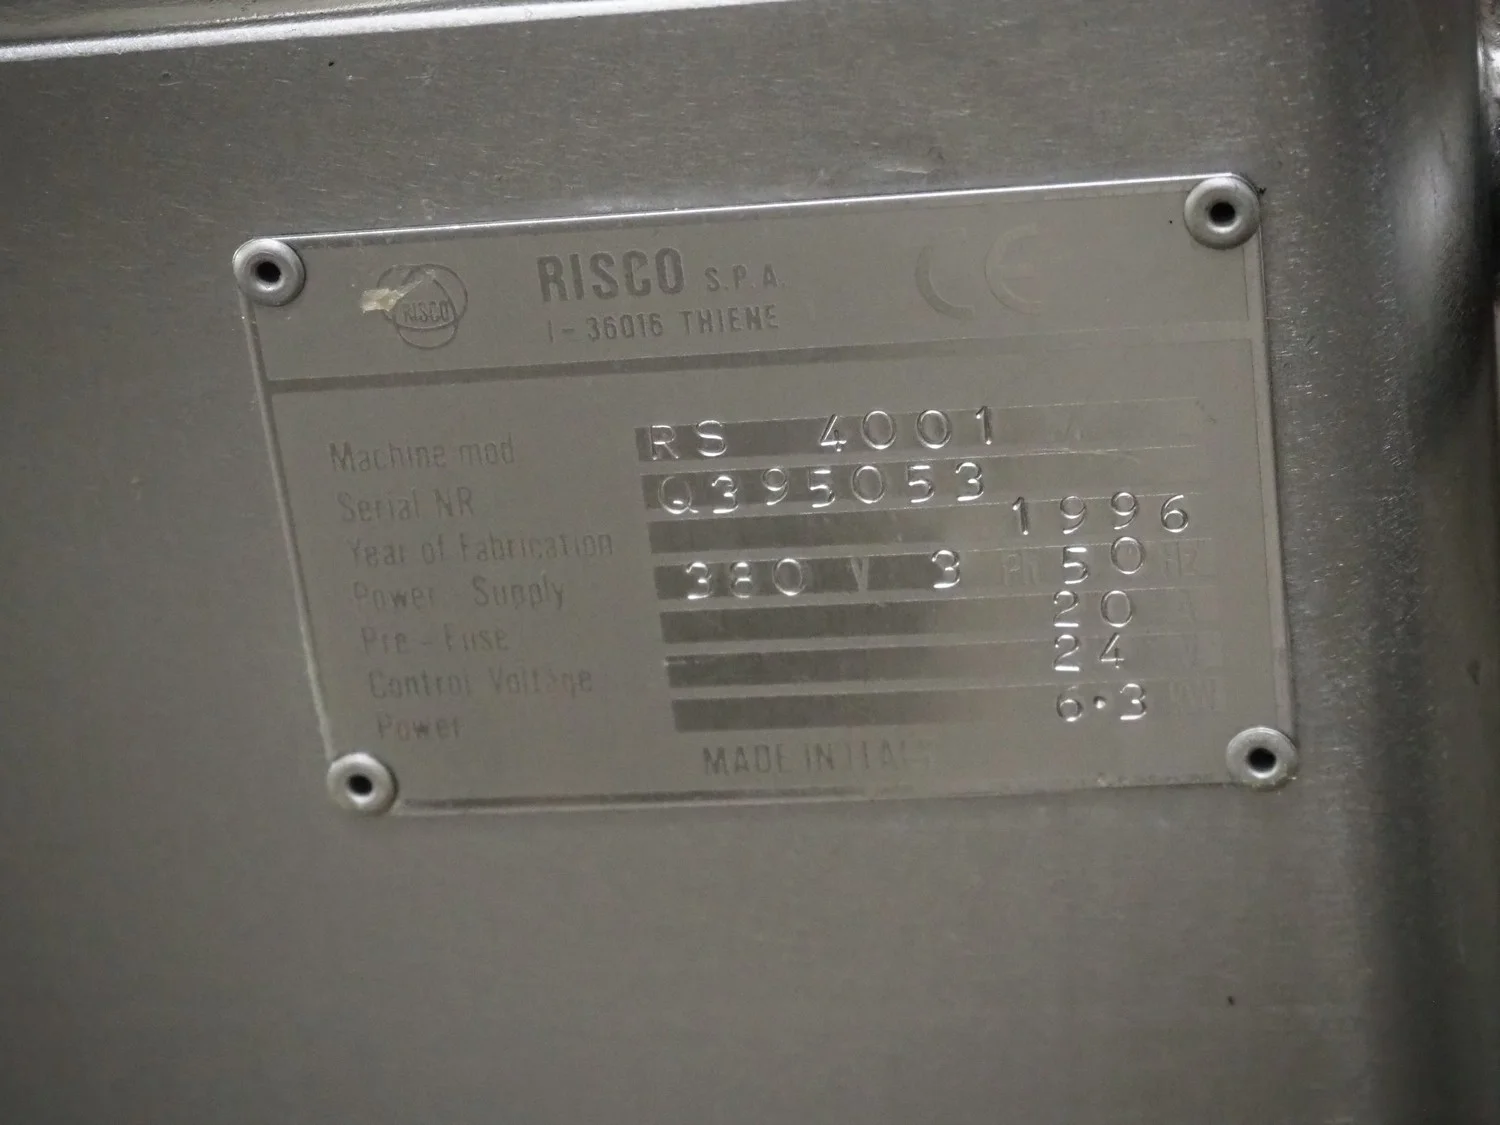 RISCO
RISCO S.P.A.
I-36016 THIENE
CE
Machine mod. RS 4001
Serial NR Q395053
Year of Fabrication 1996
Power - Supply 380 V 3 Ph 50 Hz
Pre - Fuse 20 A
Control Voltage 24 V
Power 6.3 KW
MADE IN ITALY